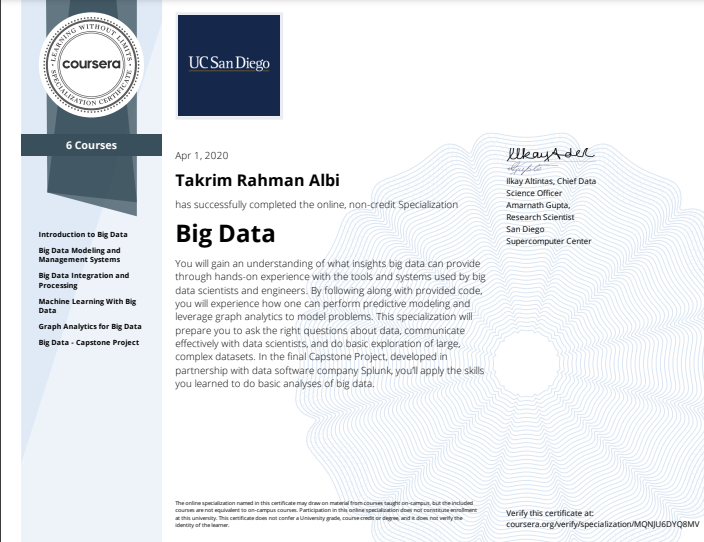 LEARNING WITHOUT LIMITS
coursera
SPECIALIZATION CERTIFICATE
6 Courses
Introduction to Big Data
Big Data Modeling and
Management Systems
Big Data Integration and
Processing
Machine Learning With Big
Data
Graph Analytics for Big Data
Big Data - Capstone Project
UC San Diego
Apr 1, 2020
Takrim Rahman Albi
has successfully completed the online, non-credit Specialization
Big Data
You will gain an understanding of what insights big data can provide
through hands-on experience with the tools and systems used by big
data scientists and engineers. By following along with provided code,
you will experience how one can perform predictive modeling and
leverage graph analytics to model problems. This specialization will
prepare you to ask the right questions about data, communicate
effectively with data scientists, and do basic exploration of large,
complex datasets. In the final Capstone Project, developed in
partnership with data software company Splunk, you'll apply the skills
you learned to do basic analyses of big data.
Ilkay Altintas, Chief Data
Science Officer
Amarnath Gupta,
Research Scientist
San Diego
Supercomputer Center
The online specialization named in this certificate may draw on material from courses taught on-campus, but the included
courses are not equivalent to on-campus courses. Participation in this online specialization does not constitute enrollment
at this university. This certificate does not confer a University grade, course credit or degree, and it does not verify the
identity of the learner.
Verify this certificate at:
coursera.org/verify/specialization/MQNJU6DYQ8MV